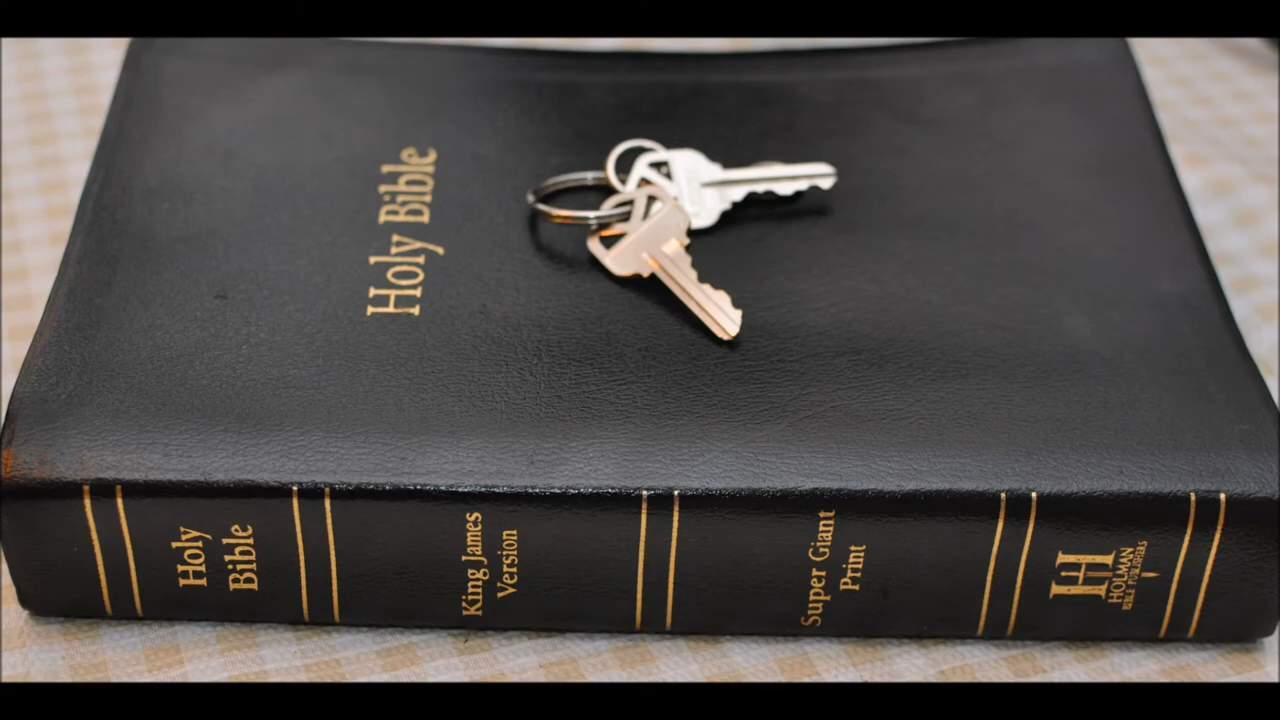 Holy Bible
Holy
Bible
King James
Version
Super Giant
Print
HOLMAN
BIBLE PUBLISHERS